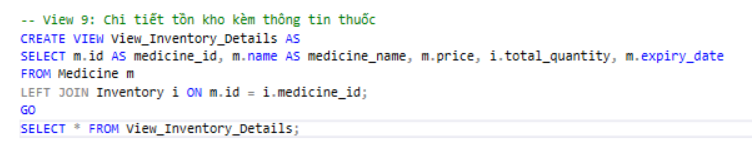 -- View 9: Chi tiết tồn kho kèm thông tin thuốc
CREATE VIEW View_Inventory_Details AS
SELECT m.id AS medicine_id, m.name AS medicine_name, m.price, i.total_quantity, m.expiry_date
FROM Medicine m
LEFT JOIN Inventory i ON m.id = i.medicine_id;
GO
SELECT * FROM View_Inventory_Details;